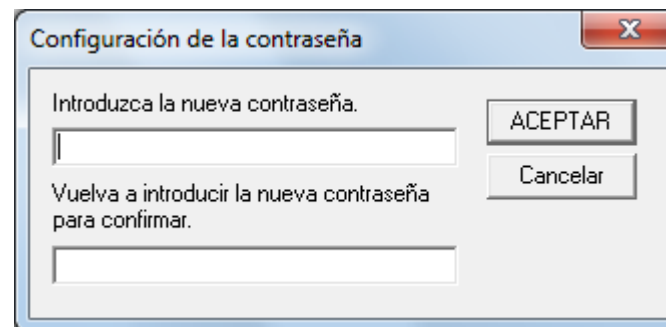 Configuración de la contraseña
Introduzca la nueva contraseña.
ACEPTAR
Cancelar
Vuelva a introducir la nueva contraseña
para confirmar.